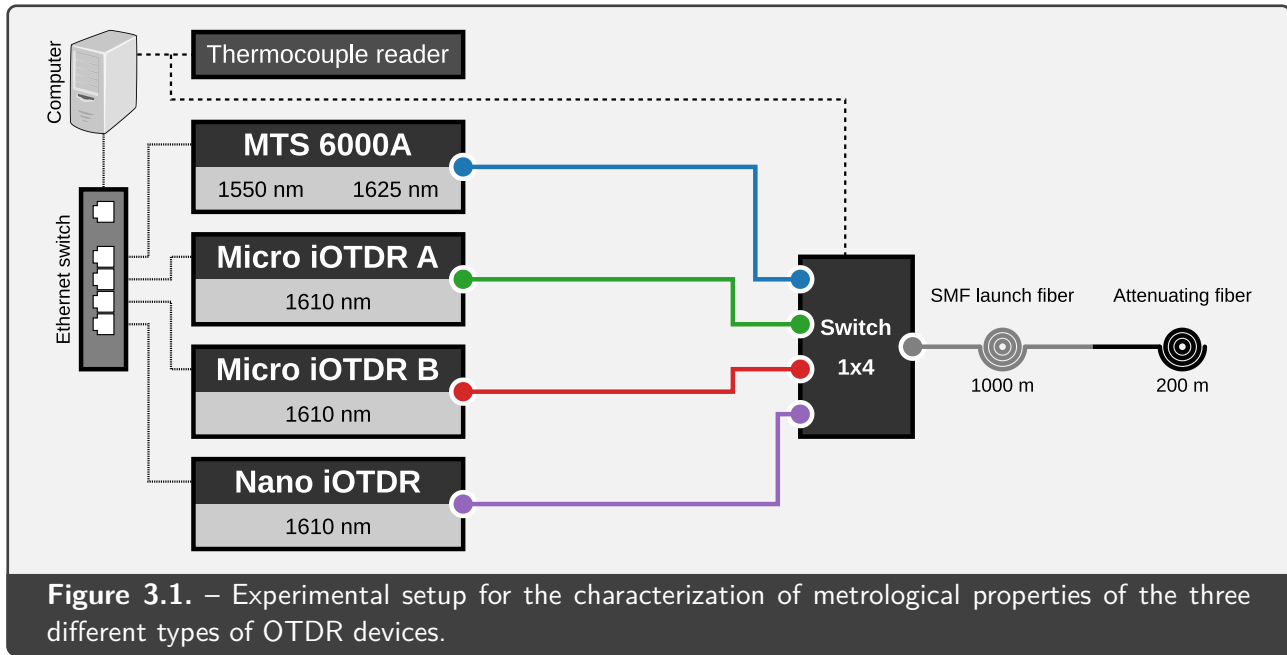 Computer
Thermocouple reader
Ethernet switch
MTS 6000A
1550 nm 1625 nm
Micro iOTDR A
1610 nm
Micro iOTDR B
1610 nm
Nano iOTDR
1610 nm
Switch
1x4
SMF launch fiber
1000 m
Attenuating fiber
200 m
Figure 3.1. – Experimental setup for the characterization of metrological properties of the three
different types of OTDR devices.